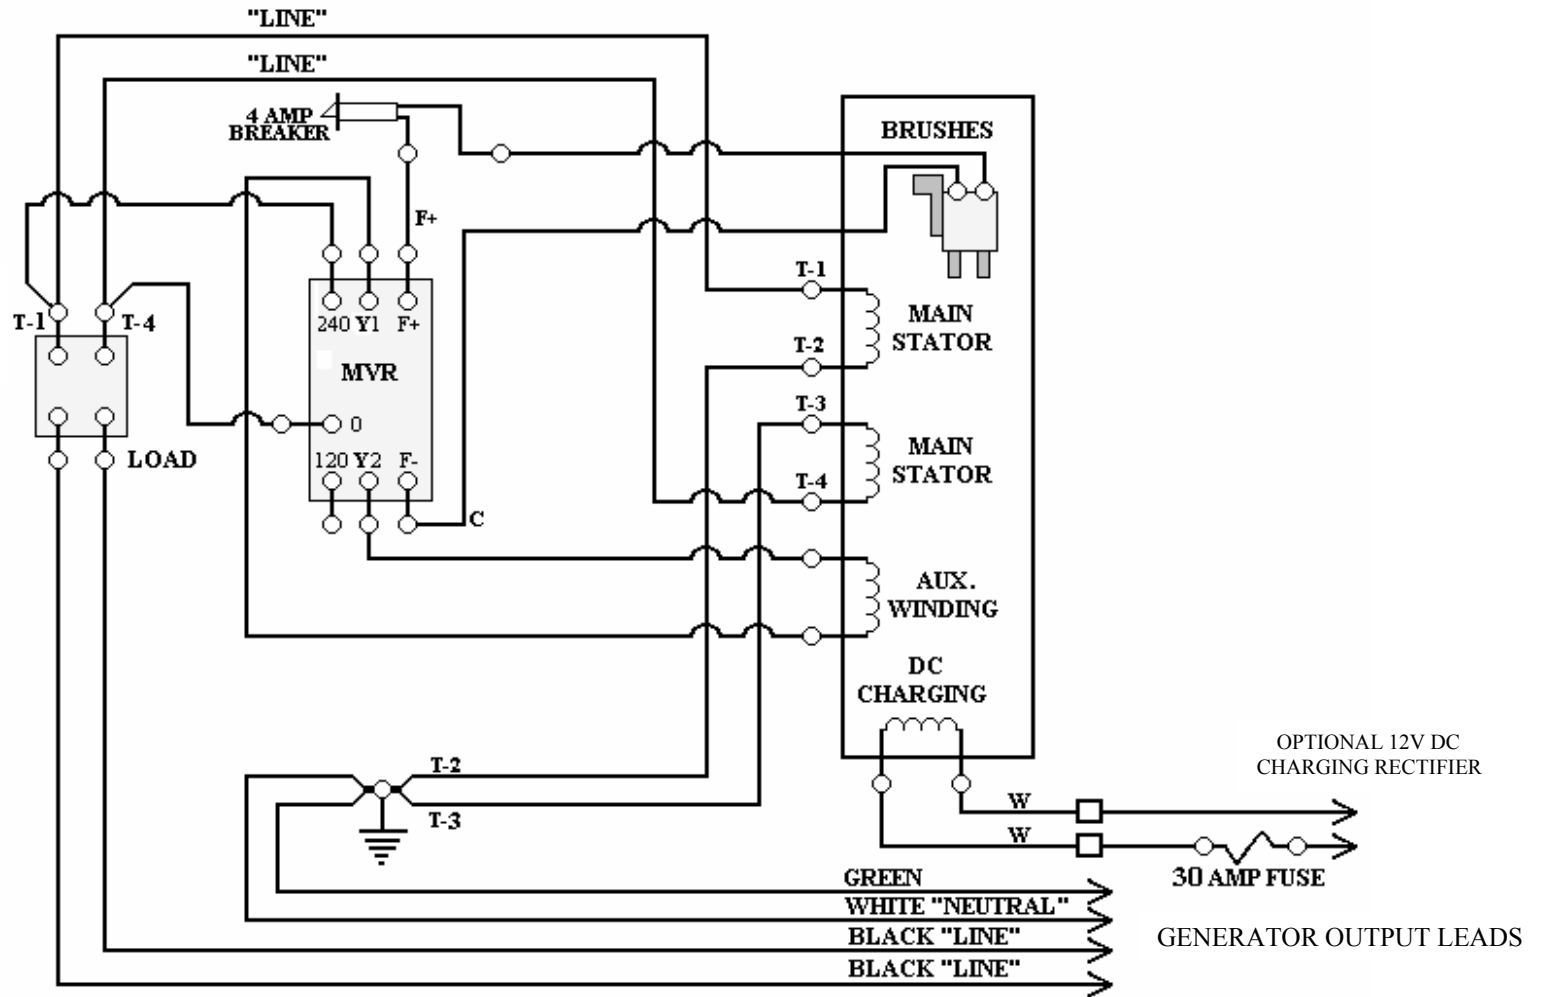 "LINE"
"LINE"
4 AMP
BREAKER
BRUSHES
F+
T-1
T-1
T-4
240 Y1 F+
MAIN
STATOR
T-2
MVR
T-3
0
MAIN
STATOR
LOAD
120 Y2 F-
T-4
C
AUX.
WINDING
DC
CHARGING
T-2
T-3
OPTIONAL 12V DC
CHARGING RECTIFIER
W
W
30 AMP FUSE
GREEN
WHITE "NEUTRAL"
BLACK "LINE"
GENERATOR OUTPUT LEADS
BLACK "LINE"